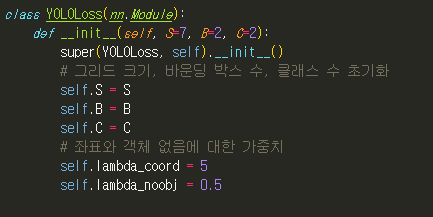 class YOLOLoss(nn.Module):
    def __init__(self, S=7, B=2, C=2):
        super(YOLOLoss, self).__init__()
        # 그리드 크기, 바운딩 박스 수, 클래스 수 초기화
        self.S = S
        self.B = B
        self.C = C
        # 좌표와 객체 없음에 대한 가중치
        self.lambda_coord = 5
        self.lambda_noobj = 0.5